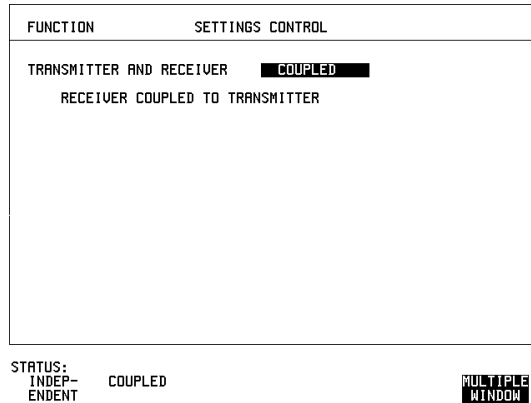 FUNCTION SETTINGS CONTROL
TRANSMITTER AND RECEIVER COUPLED
RECEIVER COUPLED TO TRANSMITTER
STATUS:
INDEP- COUPLED MULTIPLE
ENDENT WINDOW